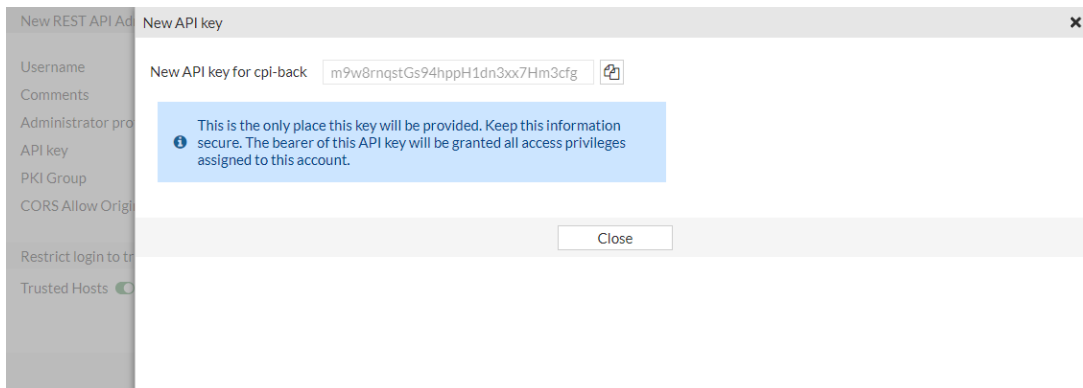 New REST API Ad
New API key
Username
Comments
Administrator pro
API key
PKI Group
CORS Allow Origi
Restrict login to tr
Trusted Hosts
New API key for cpi-back m9w8rnqstGs94hppH1dn3xx7Hm3cfg
This is the only place this key will be provided. Keep this information
secure. The bearer of this API key will be granted all access privileges
assigned to this account.
Close